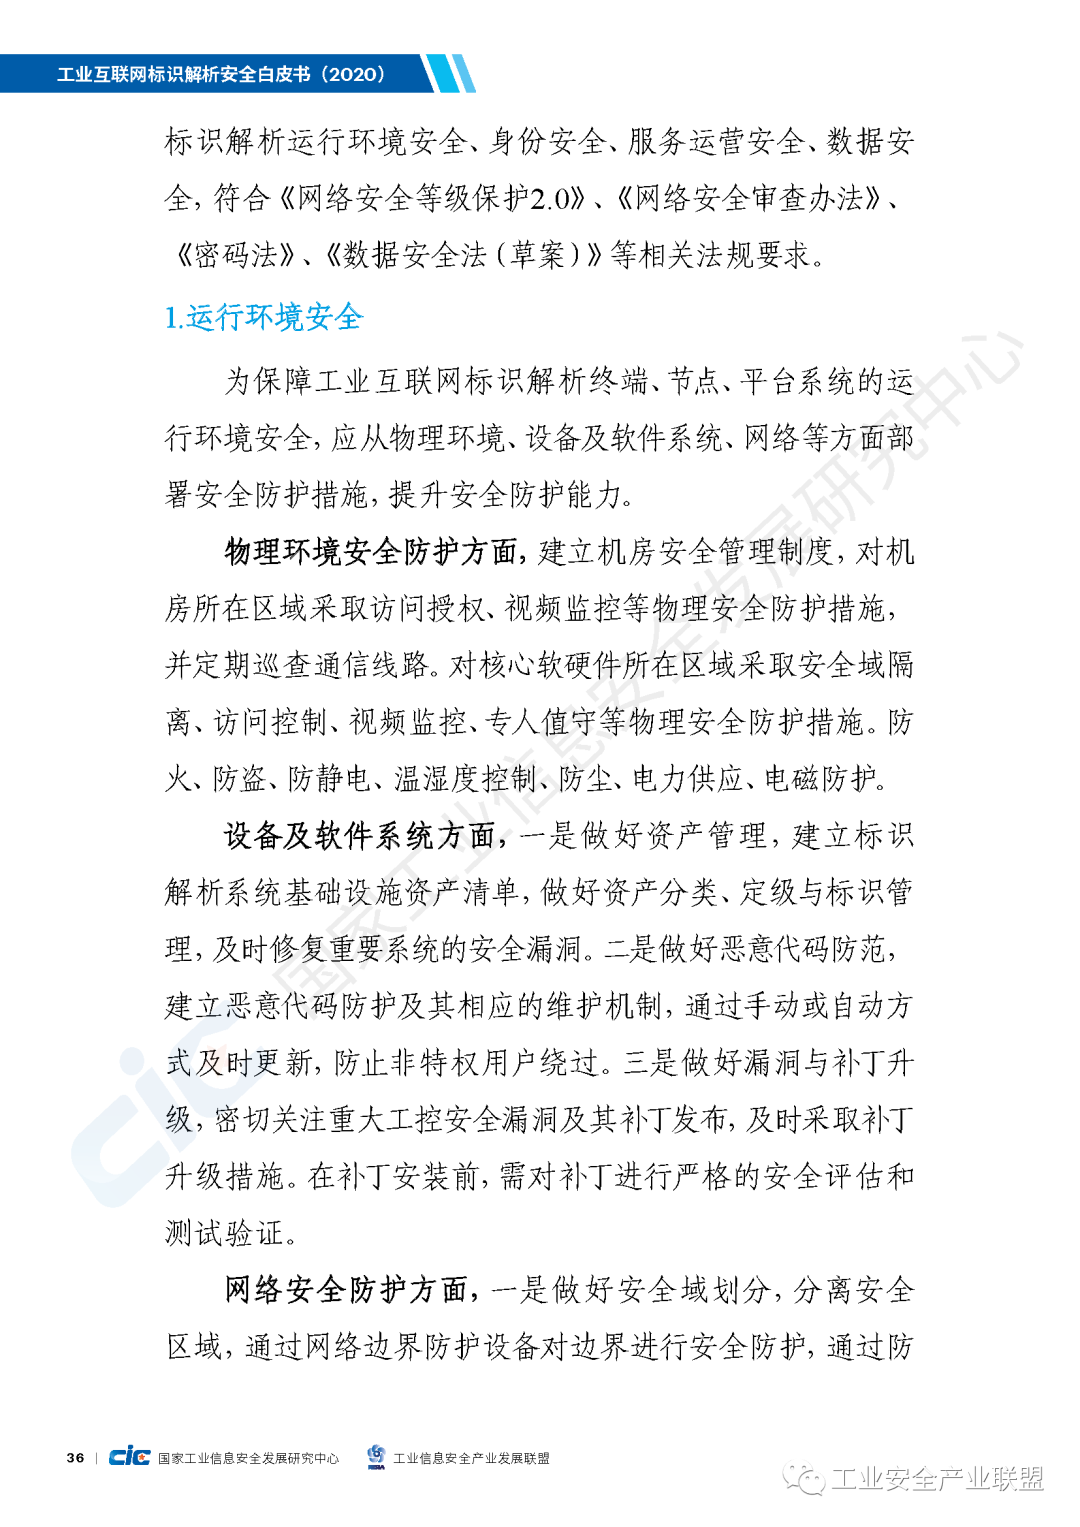 工业互联网标识解析安全白皮书（2020）
标识解析运行环境安全、身份安全、服务运营安全、数据安
全，符合《网络安全等级保护2.0》、《网络安全审查办法》、
《密码法》、《数据安全法（草案）》等相关法规要求。
1.运行环境安全
为保障工业互联网标识解析终端、节点、平台系统的运
行环境安全，应从物理环境、设备及软件系统、网络等方面部
署安全防护措施，提升安全防护能力。
物理环境安全防护方面，建立机房安全管理制度，对机
房所在区域采取访问授权、视频监控等物理安全防护措施，
并定期巡查通信线路。对核心软硬件所在区域采取安全域隔
离、访问控制、视频监控、专人值守等物理安全防护措施。防
火、防盗、防静电、温湿度控制、防尘、电力供应、电磁防护。
设备及软件系统方面，一是做好资产管理，建立标识
解析系统基础设施资产清单，做好资产分类、定级与标识管
理，及时修复重要系统的安全漏洞。二是做好恶意代码防范，
建立恶意代码防护及其相应的维护机制，通过手动或自动方
式及时更新，防止非特权用户绕过。三是做好漏洞与补丁升
级，密切关注重大工控安全漏洞及其补丁发布，及时采取补丁
升级措施。在补丁安装前，需对补丁进行严格的安全评估和
测试验证。
网络安全防护方面，一是做好安全域划分，分离安全
区域，通过网络边界防护设备对边界进行安全防护，通过防
国家工业信息安全发展研究中心
cic
36 | cic 国家工业信息安全发展研究中心 工业信息安全产业发展联盟
工业安全产业联盟